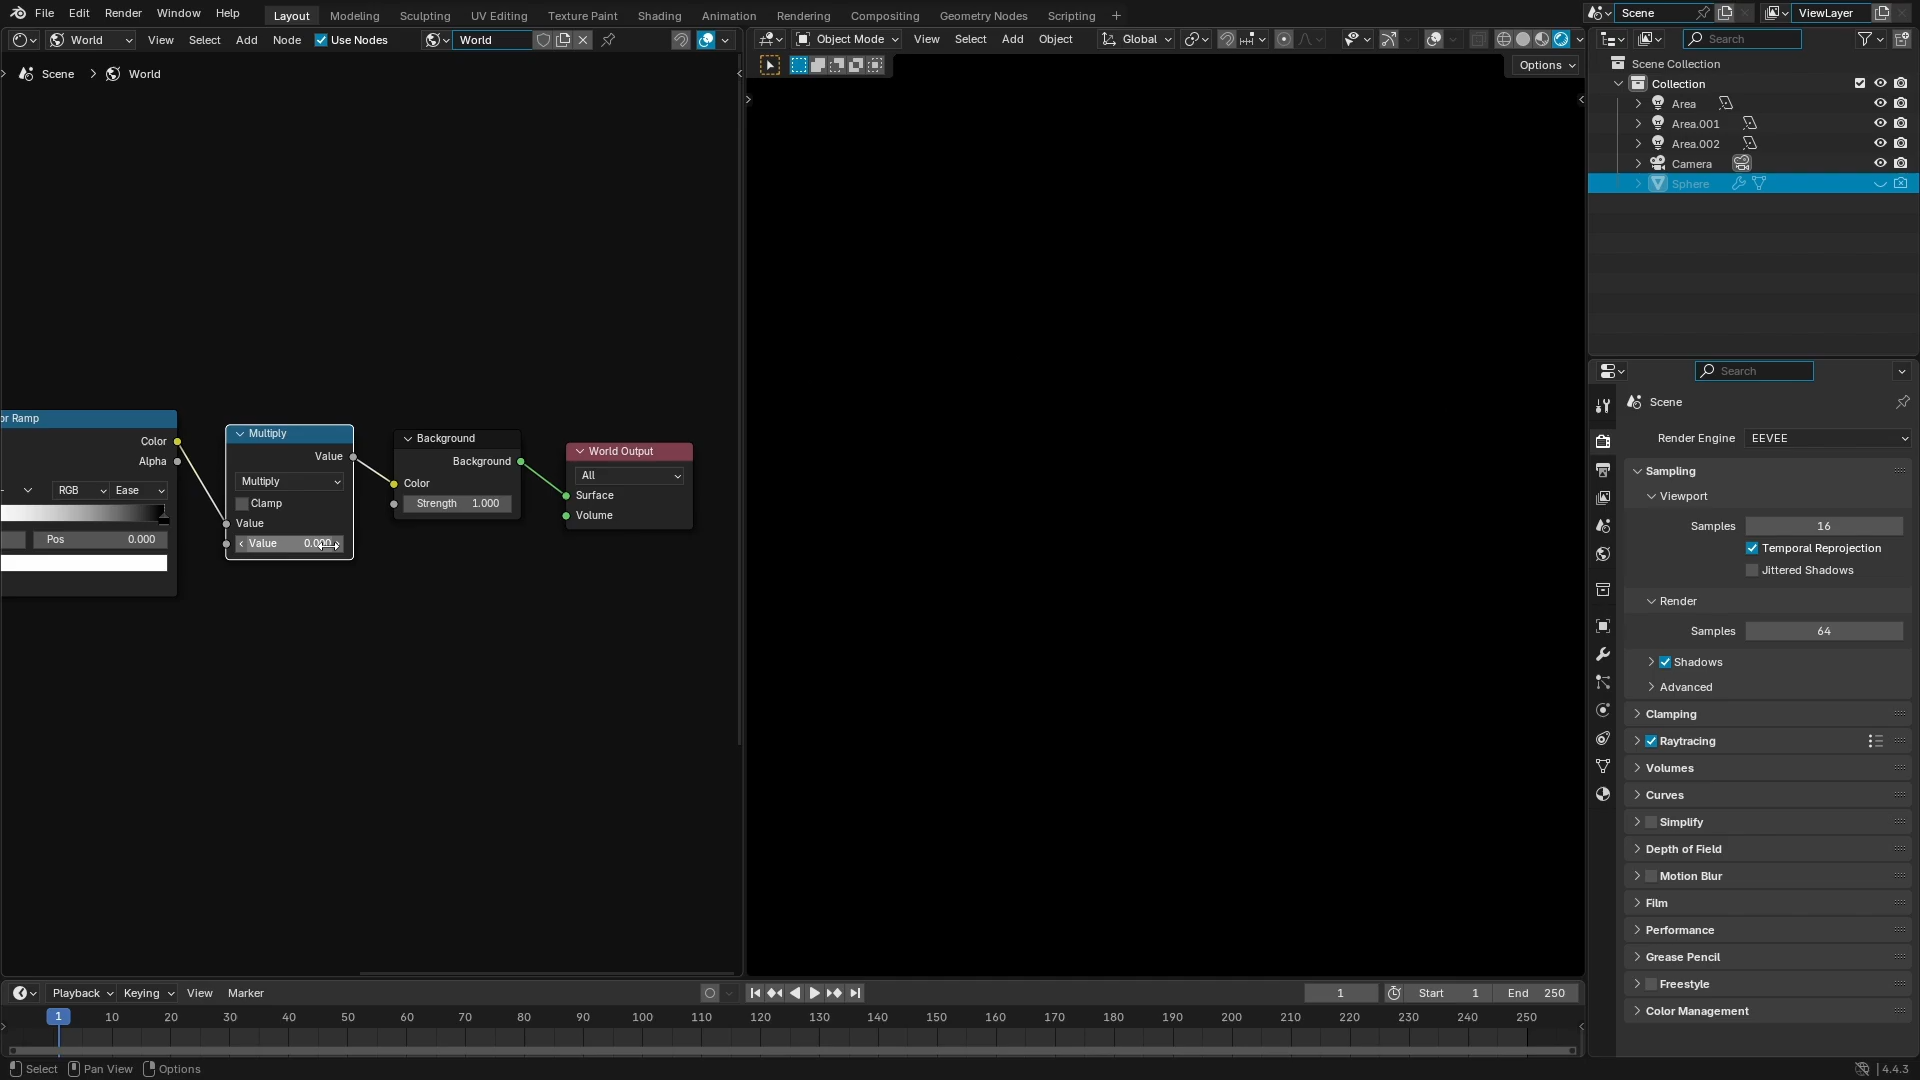 File Edit Render Window Help Layout Modeling Sculpting UV Editing Texture Paint Shading Animation Rendering Compositing Geometry Nodes Scripting + Scene ViewLayer
World View Select Add Node Use Nodes World Object Mode View Select Add Object Global Search
Options
Scene World
Scene Collection
Collection
Area
Area.001
Area.002
Camera
Sphere
Search
Scene
Render Engine EEVEE
Sampling
Viewport
Samples 16
Temporal Reprojection
Jittered Shadows
Render
Samples 64
Shadows
Advanced
Clamping
Raytracing
Volumes
Curves
Simplify
Depth of Field
Motion Blur
Film
Performance
Grease Pencil
Freestyle
Color Management
or Ramp
Color
Alpha
RGB Ease
Pos 0.000
Multiply
Value
Multiply
Clamp
Value
Value 0.000
Background
Background
Color
Strength 1.000
World Output
All
Surface
Volume
Playback Keying View Marker 1 Start 1 End 250
1 10 20 30 40 50 60 70 80 90 100 110 120 130 140 150 160 170 180 190 200 210 220 230 240 250
Select Pan View Options 4.4.3